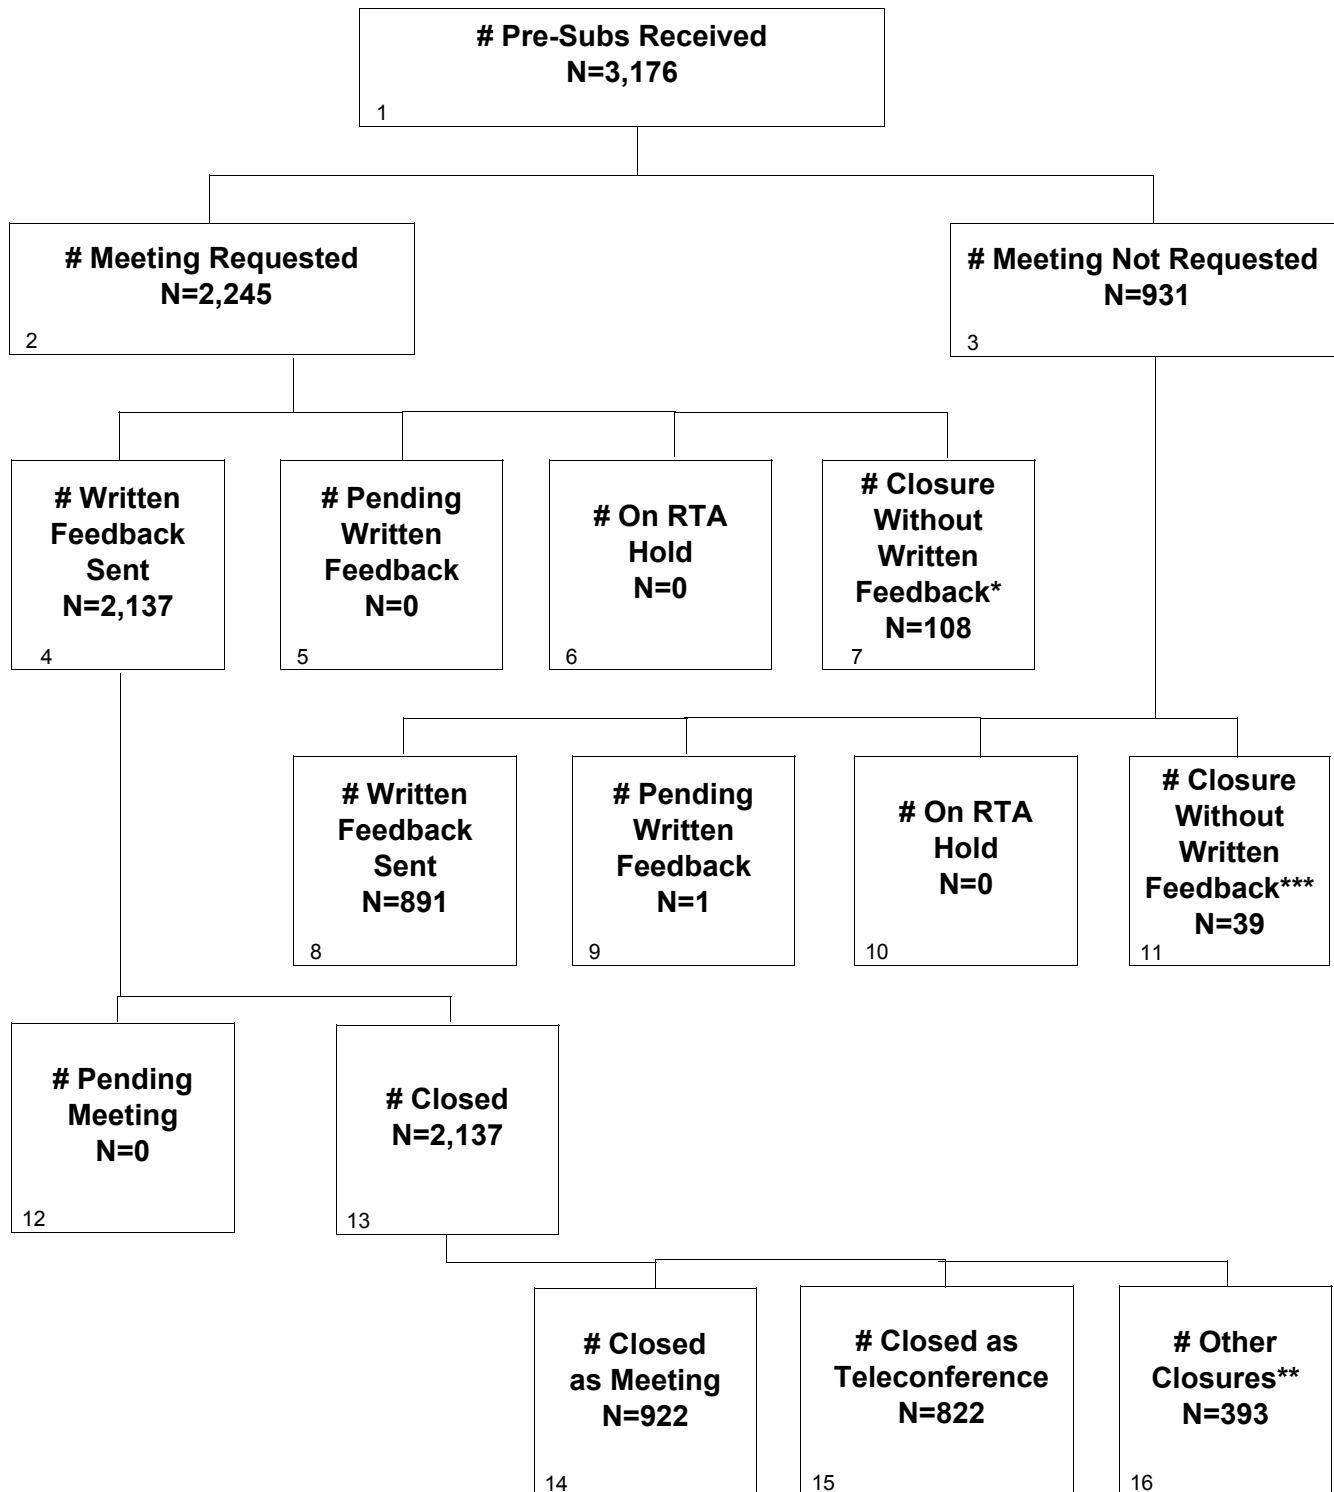 # Pre-Subs Received
N=3,176
1
# Meeting Requested
N=2,245
2
# Meeting Not Requested
N=931
3
# Written
Feedback
Sent
N=2,137
4
# Pending
Written
Feedback
N=0
5
# On RTA
Hold
N=0
6
# Closure
Without
Written
Feedback*
N=108
7
# Written
Feedback
Sent
N=891
8
# Pending
Written
Feedback
N=1
9
# On RTA
Hold
N=0
10
# Closure
Without
Written
Feedback***
N=39
11
# Pending
Meeting
N=0
12
# Closed
N=2,137
13
# Closed
as Meeting
N=922
14
# Closed as
Teleconference
N=822
15
# Other
Closures**
N=393
16